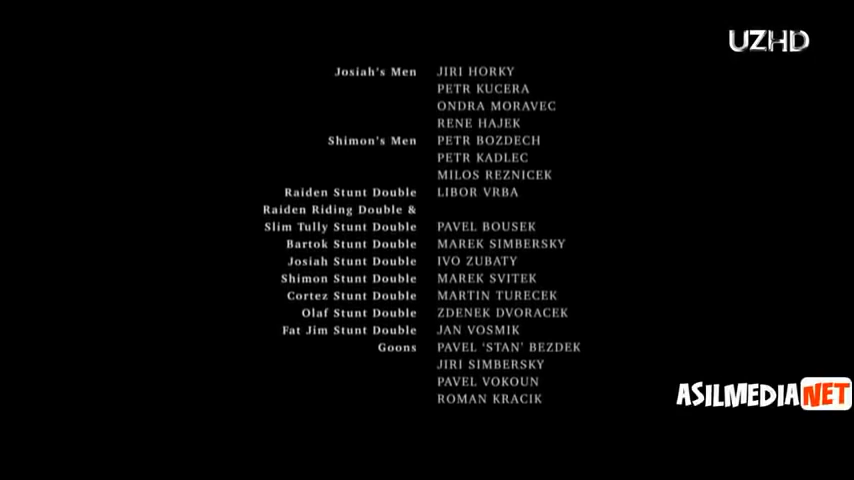 UZHD
Josiah's Men JIRI HORKY
PETR KUCERA
ONDRA MORAVEC
RENE HAJEK
Shimon's Men PETR BOZDECH
PETR KADLEC
MILOS REZNICEK
Raiden Stunt Double LIBOR VRBA
Raiden Riding Double &
Slim Tully Stunt Double PAVEL BOUSEK
Bartok Stunt Double MAREK SIMBERSKY
Josiah Stunt Double IVO ZUBATY
Shimon Stunt Double MAREK SVITEK
Cortez Stunt Double MARTIN TURECEK
Olaf Stunt Double ZDENEK DVORACEK
Fat Jim Stunt Double JAN VOSMIK
Goons PAVEL ‘STAN’ BEZDEK
JIRI SIMBERSKY
PAVEL VOKOUN
ROMAN KRACIK
ASILMEDIA NET